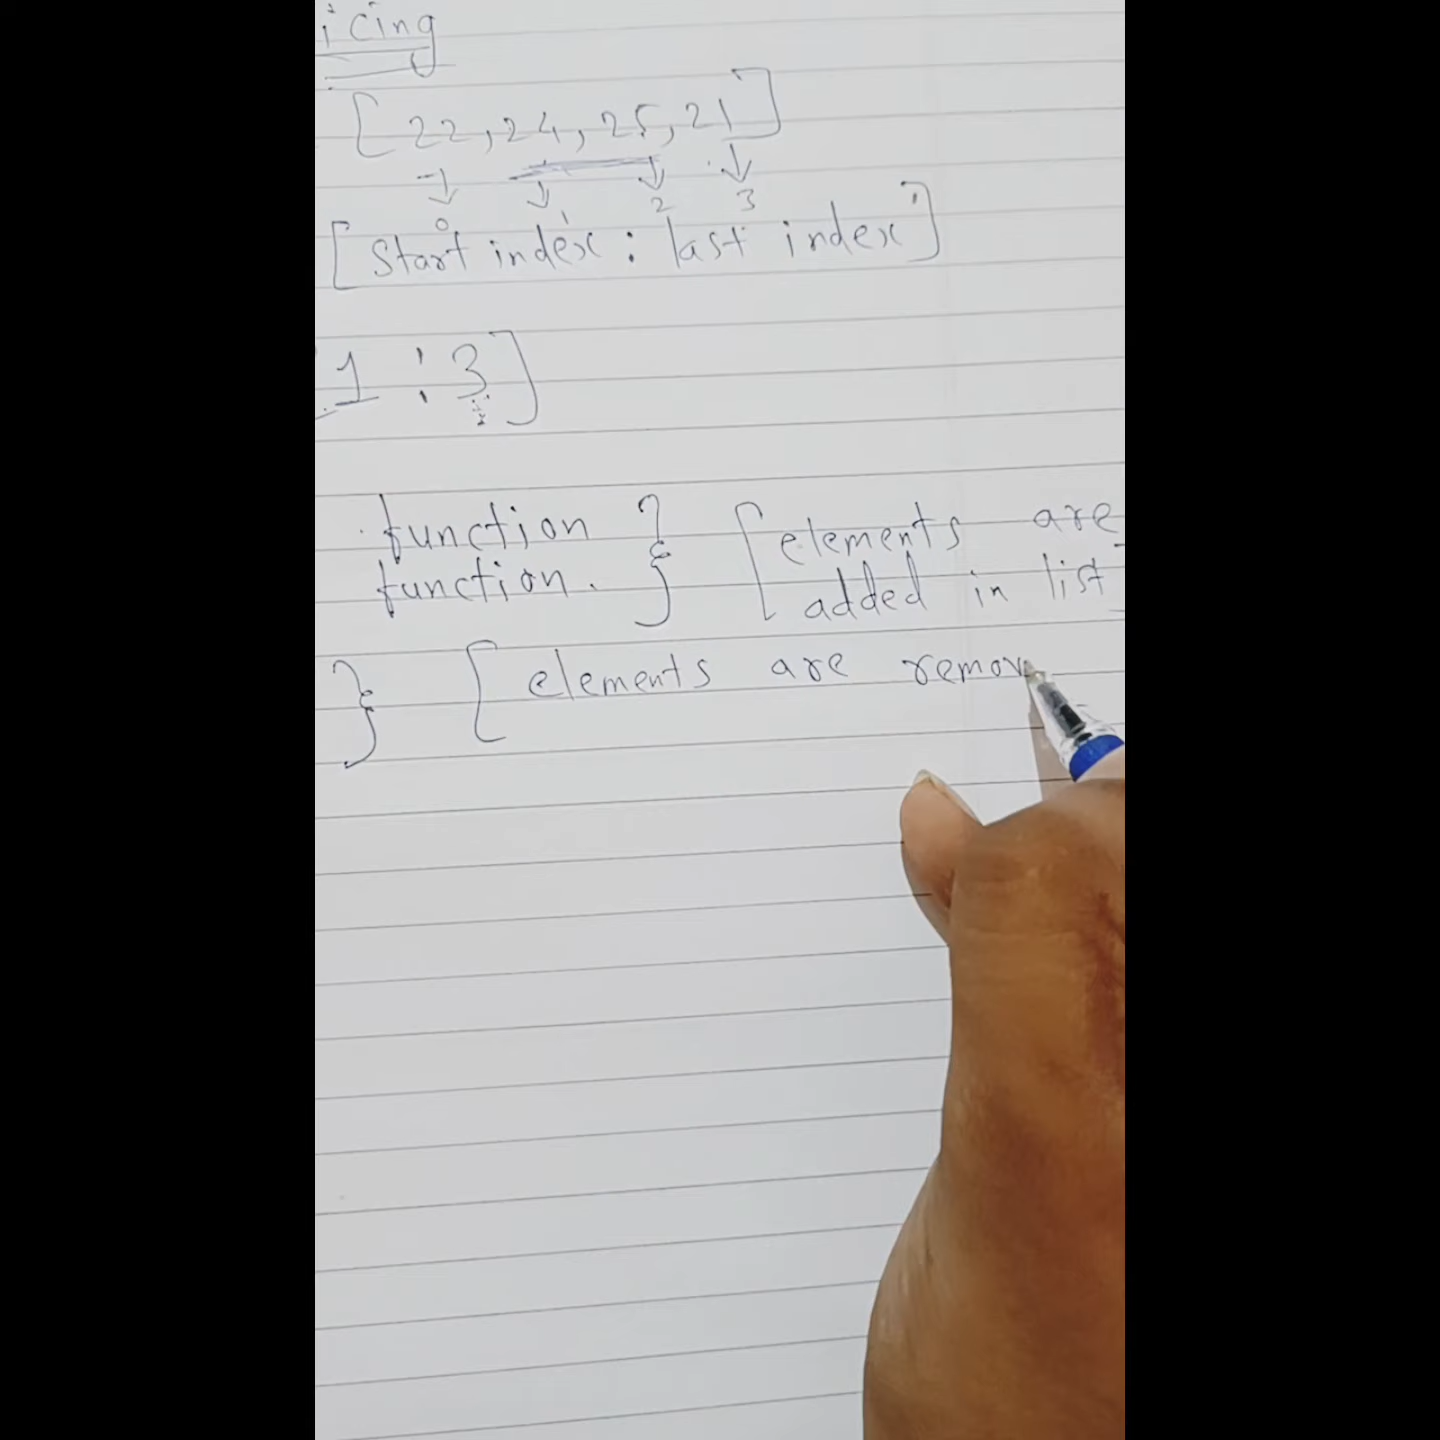 icing
[22, 24, 25, 21]
0 1 2 3
[Start index : last index]
1 : 3]
function } [elements are
function. } added in list]
} [elements are remov